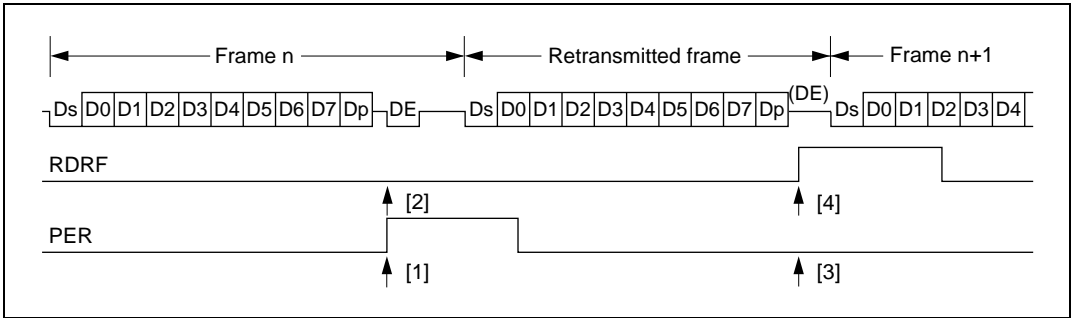 Frame n Retransmitted frame Frame n+1
Ds D0 D1 D2 D3 D4 D5 D6 D7 Dp DE Ds D0 D1 D2 D3 D4 D5 D6 D7 Dp (DE) Ds D0 D1 D2 D3 D4
RDRF
[2] [4]
PER
[1] [3]